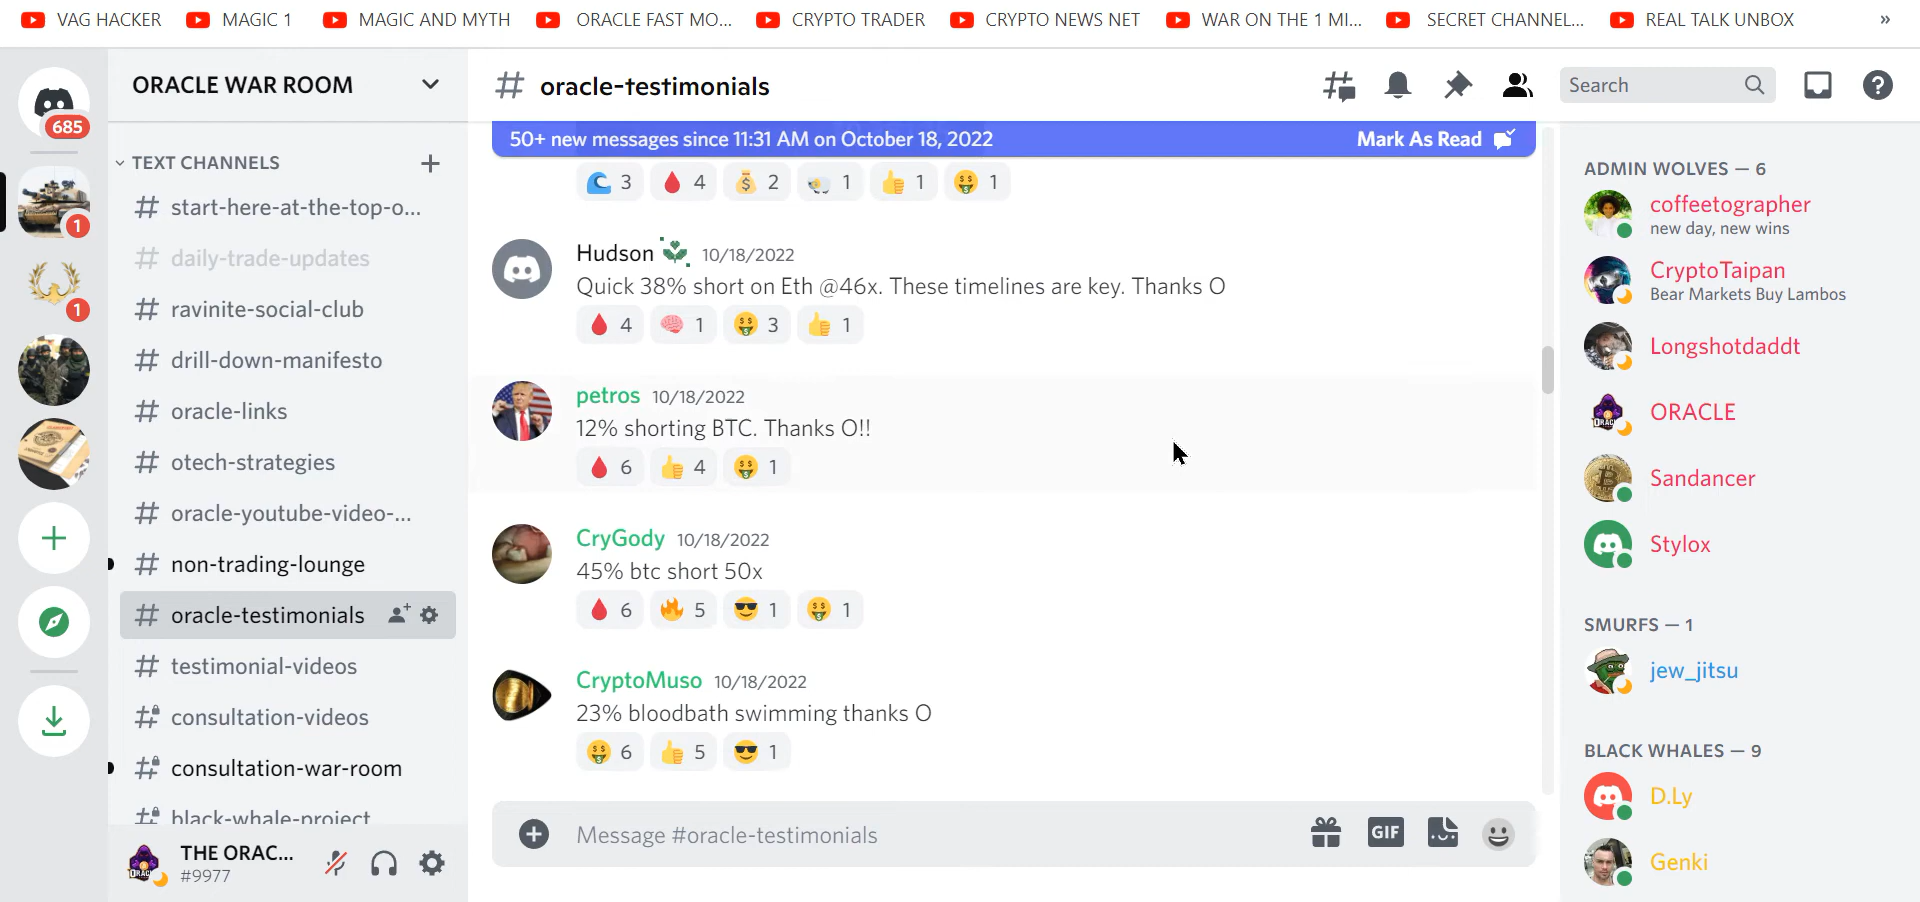 VAG HACKER MAGIC 1 MAGIC AND MYTH ORACLE FAST MO... CRYPTO TRADER CRYPTO NEWS NET WAR ON THE 1 MI... SECRET CHANNEL... REAL TALK UNBOX »
685
1
1
ORACLE WAR ROOM
TEXT CHANNELS
# start-here-at-the-top-o...
# daily-trade-updates
# ravinite-social-club
# drill-down-manifesto
# oracle-links
# otech-strategies
# oracle-youtube-video-...
# non-trading-lounge
# oracle-testimonials
# testimonial-videos
# consultation-videos
# consultation-war-room
# black-whale-project
THE ORAC...
#9977
# oracle-testimonials
Search
50+ new messages since 11:31 AM on October 18, 2022 Mark As Read
3 4 2 1 1 1
Hudson 10/18/2022
Quick 38% short on Eth @46x. These timelines are key. Thanks O
4 1 3 1
petros 10/18/2022
12% shorting BTC. Thanks O!!
6 4 1
CryGody 10/18/2022
45% btc short 50x
6 5 1 1
CryptoMuso 10/18/2022
23% bloodbath swimming thanks O
6 5 1
Message #oracle-testimonials
GIF
ADMIN WOLVES — 6
coffeetographer
new day, new wins
CryptoTaipan
Bear Markets Buy Lambos
Longshotdaddt
ORACLE
Sandancer
Stylox
SMURFS — 1
jew_jitsu
BLACK WHALES — 9
D.Ly
Genki